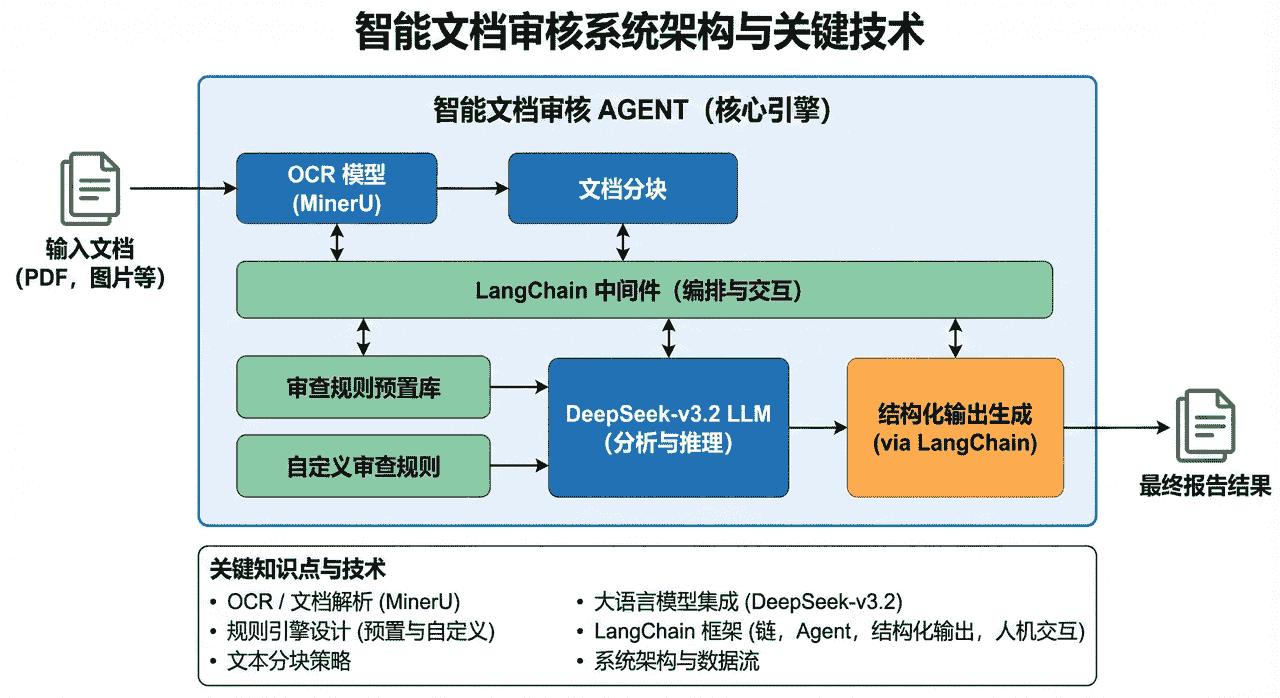 智能文档审核系统架构与关键技术
智能文档审核 AGENT（核心引擎）
输入文档
(PDF，图片等)
OCR 模型
(MinerU)
文档分块
LangChain 中间件（编排与交互）
审查规则预置库
自定义审查规则
DeepSeek-v3.2 LLM
（分析与推理）
结构化输出生成
(via LangChain)
最终报告结果
关键知识点与技术
• OCR / 文档解析 (MinerU)
• 规则引擎设计 (预置与自定义)
• 文本分块策略
• 大语言模型集成 (DeepSeek-v3.2)
• LangChain 框架 (链，Agent，结构化输出，人机交互)
• 系统架构与数据流